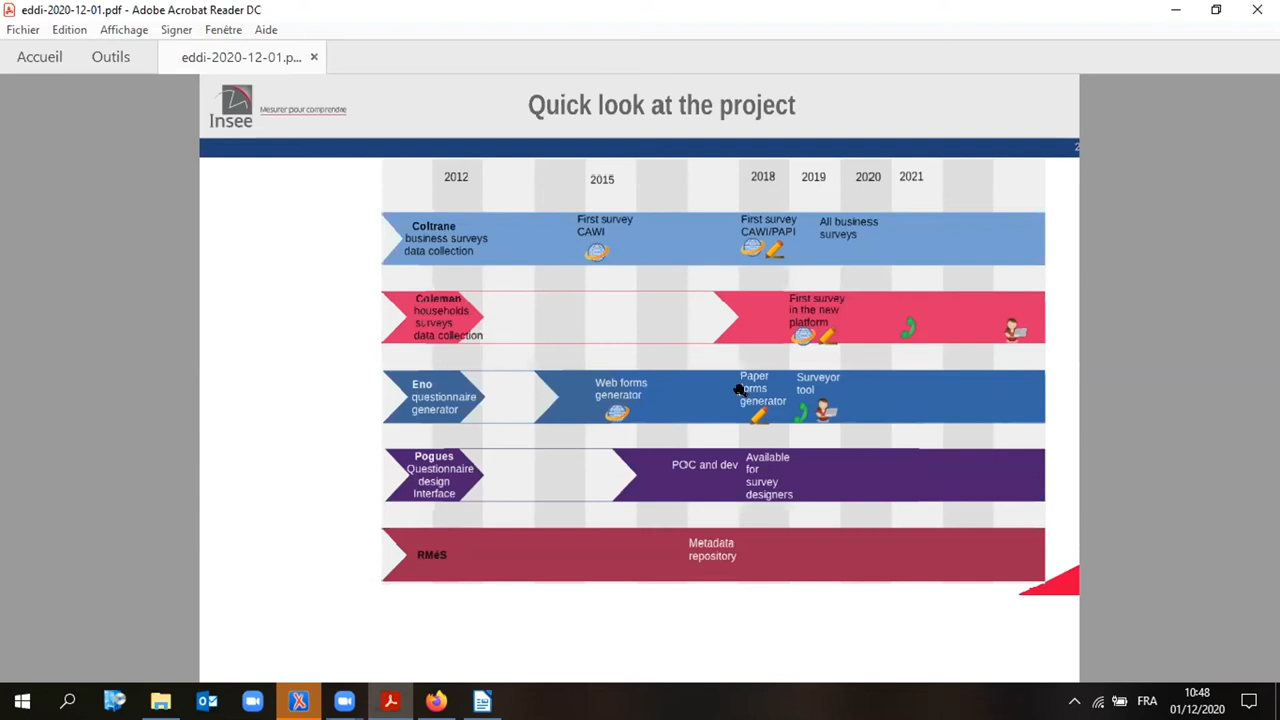 eddi-2020-12-01.pdf - Adobe Acrobat Reader DC
Fichier Edition Affichage Signer Fenêtre Aide
Accueil Outils eddi-2020-12-01.p... ×
Insee
Mesurer pour comprendre
Quick look at the project
2
2012 2015 2018 2019 2020 2021
Coltrane
business surveys
data collection
First survey
CAWI
First survey
CAWI/PAPI
All business
surveys
Coleman
households
surveys
data collection
First survey
in the new
platform
Eno
questionnaire
generator
Web forms
generator
Paper
forms
generator
Surveyor
tool
Pogues
Questionnaire
design
Interface
POC and dev
Available
for
survey
designers
RMéS
Metadata
repository
FRA
10:48
01/12/2020